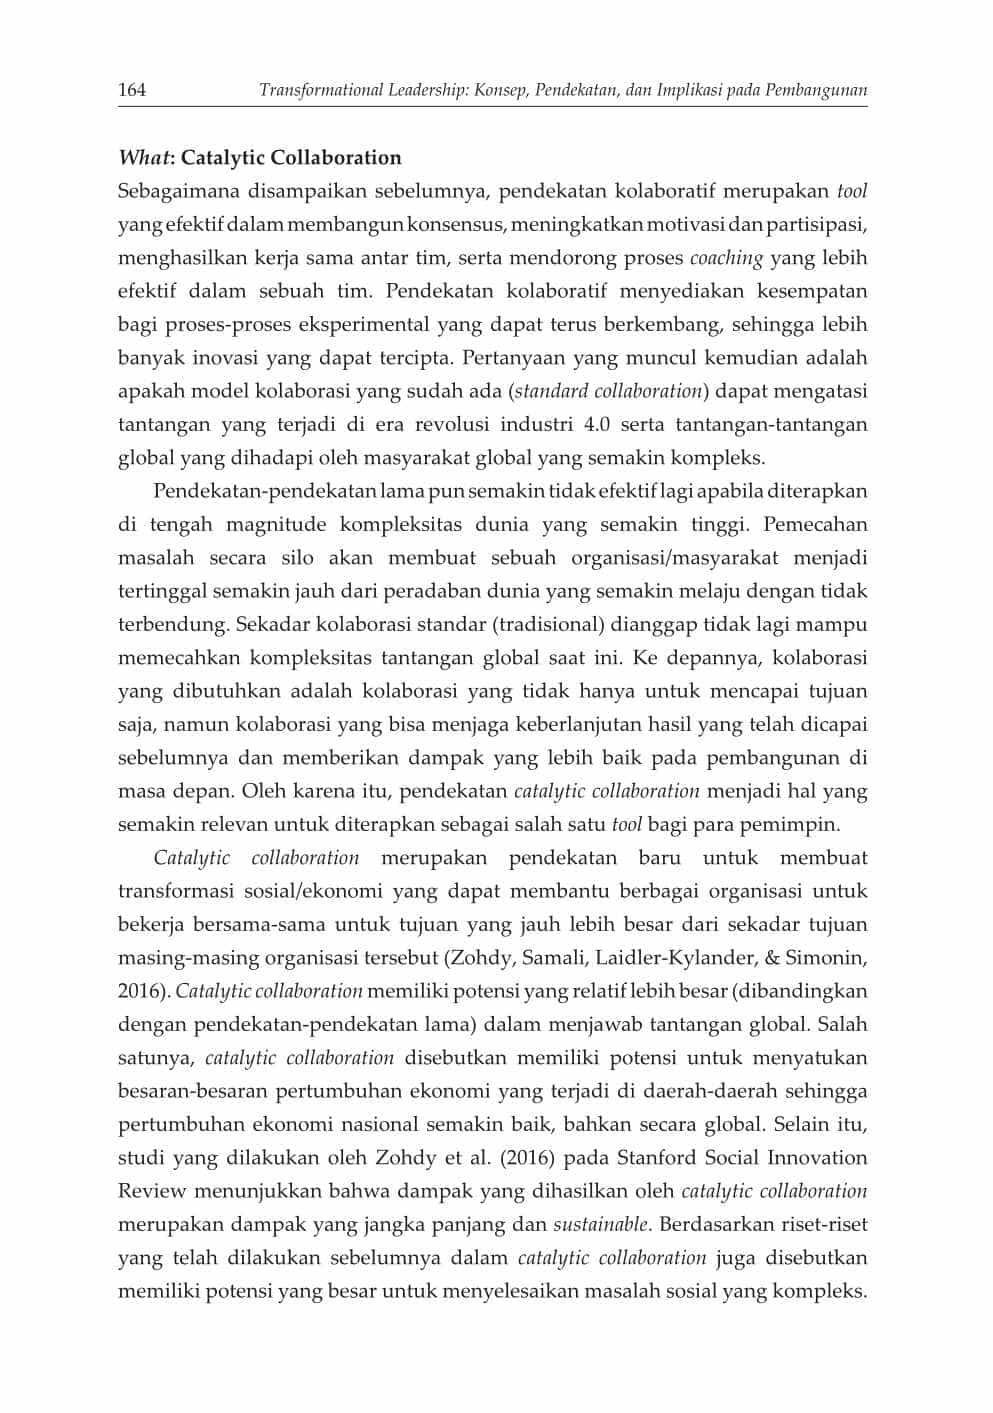 164
Transformational Leadership: Konsep, Pendekatan, dan Implikasi pada Pembangunan
What: Catalytic Collaboration
Sebagaimana disampaikan sebelumnya, pendekatan kolaboratif merupakan tool
yang efektif dalam membangun konsensus, meningkatkan motivasi dan partisipasi,
menghasilkan kerja sama antar tim, serta mendorong proses coaching yang lebih
efektif dalam sebuah tim. Pendekatan kolaboratif menyediakan kesempatan
bagi proses-proses eksperimental yang dapat terus berkembang, sehingga lebih
banyak inovasi yang dapat tercipta. Pertanyaan yang muncul kemudian adalah
apakah model kolaborasi yang sudah ada (standard collaboration) dapat mengatasi
tantangan yang terjadi di era revolusi industri 4.0 serta tantangan-tantangan
global yang dihadapi oleh masyarakat global yang semakin kompleks.
Pendekatan-pendekatan lama pun semakin tidak efektif lagi apabila diterapkan
di tengah magnitude kompleksitas dunia yang semakin tinggi. Pemecahan
masalah secara silo akan membuat sebuah organisasi/masyarakat menjadi
tertinggal semakin jauh dari peradaban dunia yang semakin melaju dengan tidak
terbendung. Sekadar kolaborasi standar (tradisional) dianggap tidak lagi mampu
memecahkan kompleksitas tantangan global saat ini. Ke depannya, kolaborasi
yang dibutuhkan adalah kolaborasi yang tidak hanya untuk mencapai tujuan
saja, namun kolaborasi yang bisa menjaga keberlanjutan hasil yang telah dicapai
sebelumnya dan memberikan dampak yang lebih baik pada pembangunan di
masa depan. Oleh karena itu, pendekatan catalytic collaboration menjadi hal yang
semakin relevan untuk diterapkan sebagai salah satu tool bagi para pemimpin.
Catalytic collaboration merupakan pendekatan baru untuk membuat
transformasi sosial/ekonomi yang dapat membantu berbagai organisasi untuk
bekerja bersama-sama untuk tujuan yang jauh lebih besar dari sekadar tujuan
masing-masing organisasi tersebut (Zohdy, Samali, Laidler-Kylander, & Simonin,
2016). Catalytic collaboration memiliki potensi yang relatif lebih besar (dibandingkan
dengan pendekatan-pendekatan lama) dalam menjawab tantangan global. Salah
satunya, catalytic collaboration disebutkan memiliki potensi untuk menyatukan
besaran-besaran pertumbuhan ekonomi yang terjadi di daerah-daerah sehingga
pertumbuhan ekonomi nasional semakin baik, bahkan secara global. Selain itu,
studi yang dilakukan oleh Zohdy et al. (2016) pada Stanford Social Innovation
Review menunjukkan bahwa dampak yang dihasilkan oleh catalytic collaboration
merupakan dampak yang jangka panjang dan sustainable. Berdasarkan riset-riset
yang telah dilakukan sebelumnya dalam catalytic collaboration juga disebutkan
memiliki potensi yang besar untuk menyelesaikan masalah sosial yang kompleks.